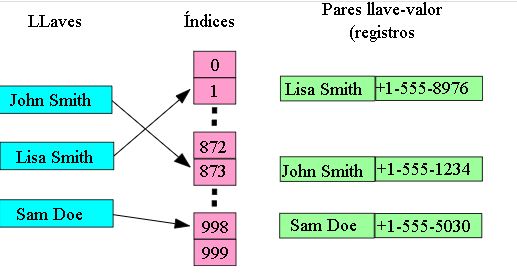 LLaves
Índices
Pares llave-valor
(registros
John Smith
Lisa Smith
Sam Doe
0
1
872
873
998
999
Lisa Smith +1-555-8976
John Smith +1-555-1234
Sam Doe +1-555-5030